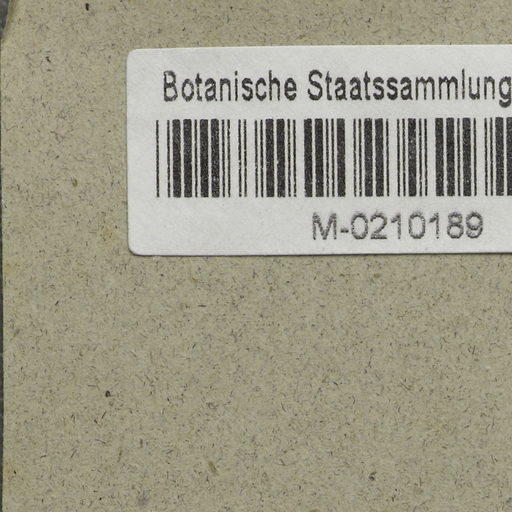 Botanische Staatssammlung
M-0210189